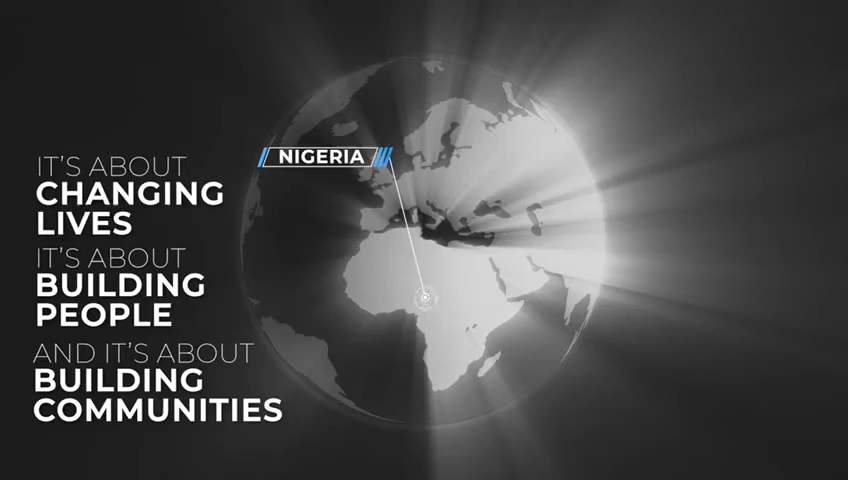 IT'S ABOUT
CHANGING
LIVES
IT'S ABOUT
BUILDING
PEOPLE
AND IT'S ABOUT
BUILDING
COMMUNITIES
NIGERIA